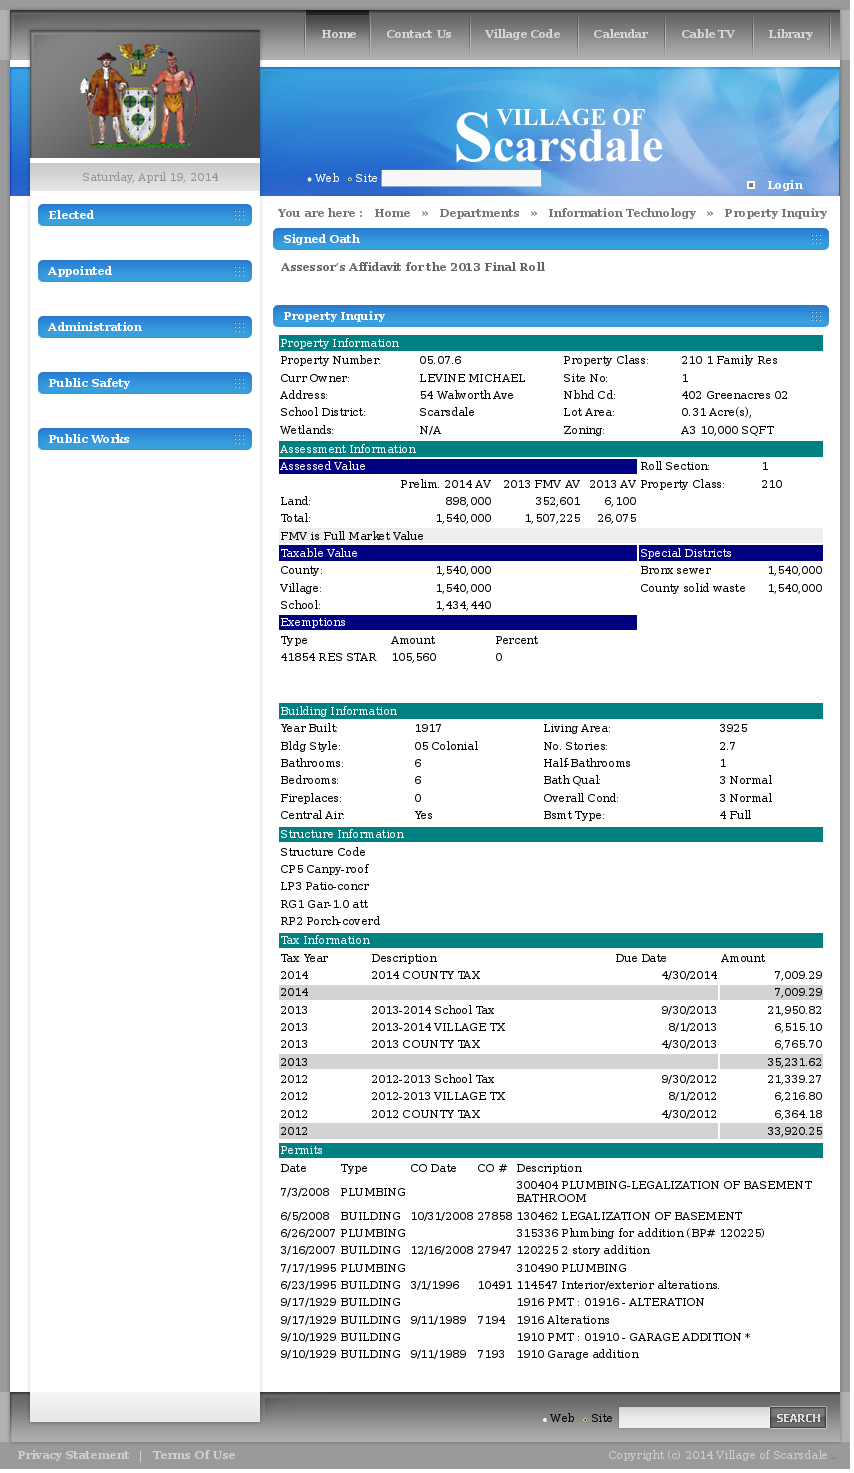 Home Contact Us Village Code Calendar Cable TV Library
VILLAGE OF
Scarsdale
Saturday, April 19, 2014
Web Site
Login
Elected
Appointed
Administration
Public Safety
Public Works
You are here : Home » Departments » Information Technology » Property Inquiry
Signed Oath
Assessor's Affidavit for the 2013 Final Roll
Property Inquiry
Property Information
Property Number: 05.07.6 Property Class: 210 1 Family Res
Curr Owner: LEVINE MICHAEL Site No: 1
Address: 54 Walworth Ave Nbhd Cd: 402 Greenacres 02
School District: Scarsdale Lot Area: 0.31 Acre(s),
Wetlands: N/A Zoning: A3 10,000 SQFT
Assessment Information
Assessed Value Roll Section: 1
Prelim. 2014 AV 2013 FMV AV 2013 AV Property Class: 210
Land: 898,000 352,601 6,100
Total: 1,540,000 1,507,225 26,075
FMV is Full Market Value
Taxable Value Special Districts
County: 1,540,000 Bronx sewer 1,540,000
Village: 1,540,000 County solid waste 1,540,000
School: 1,434,440
Exemptions
Type Amount Percent
41854 RES STAR 105,560 0
Building Information
Year Built: 1917 Living Area: 3925
Bldg Style: 05 Colonial No. Stories: 2.7
Bathrooms: 6 Half-Bathrooms 1
Bedrooms: 6 Bath Qual: 3 Normal
Fireplaces: 0 Overall Cond: 3 Normal
Central Air: Yes Bsmt Type: 4 Full
Structure Information
Structure Code
CP5 Canpy-roof
LP3 Patio-concr
RG1 Gar-1.0 att
RP2 Porch-coverd
Tax Information
Tax Year Description Due Date Amount
2014 2014 COUNTY TAX 4/30/2014 7,009.29
2014 7,009.29
2013 2013-2014 School Tax 9/30/2013 21,950.82
2013 2013-2014 VILLAGE TX 8/1/2013 6,515.10
2013 2013 COUNTY TAX 4/30/2013 6,765.70
2013 35,231.62
2012 2012-2013 School Tax 9/30/2012 21,339.27
2012 2012-2013 VILLAGE TX 8/1/2012 6,216.80
2012 2012 COUNTY TAX 4/30/2012 6,364.18
2012 33,920.25
Permits
Date Type CO Date CO # Description
7/3/2008 PLUMBING 300404 PLUMBING-LEGALIZATION OF BASEMENT
BATHROOM
6/5/2008 BUILDING 10/31/2008 27858 130462 LEGALIZATION OF BASEMENT
6/26/2007 PLUMBING 315336 Plumbing for addition (BP# 120225)
3/16/2007 BUILDING 12/16/2008 27947 120225 2 story addition
7/17/1995 PLUMBING 310490 PLUMBING
6/23/1995 BUILDING 3/1/1996 10491 114547 Interior/exterior alterations.
9/17/1929 BUILDING 1916 PMT : 01916 - ALTERATION
9/17/1929 BUILDING 9/11/1989 7194 1916 Alterations
9/10/1929 BUILDING 1910 PMT : 01910 - GARAGE ADDITION *
9/10/1929 BUILDING 9/11/1989 7193 1910 Garage addition
Web Site SEARCH
Privacy Statement | Terms Of Use
Copyright (c) 2014 Village of Scarsdale